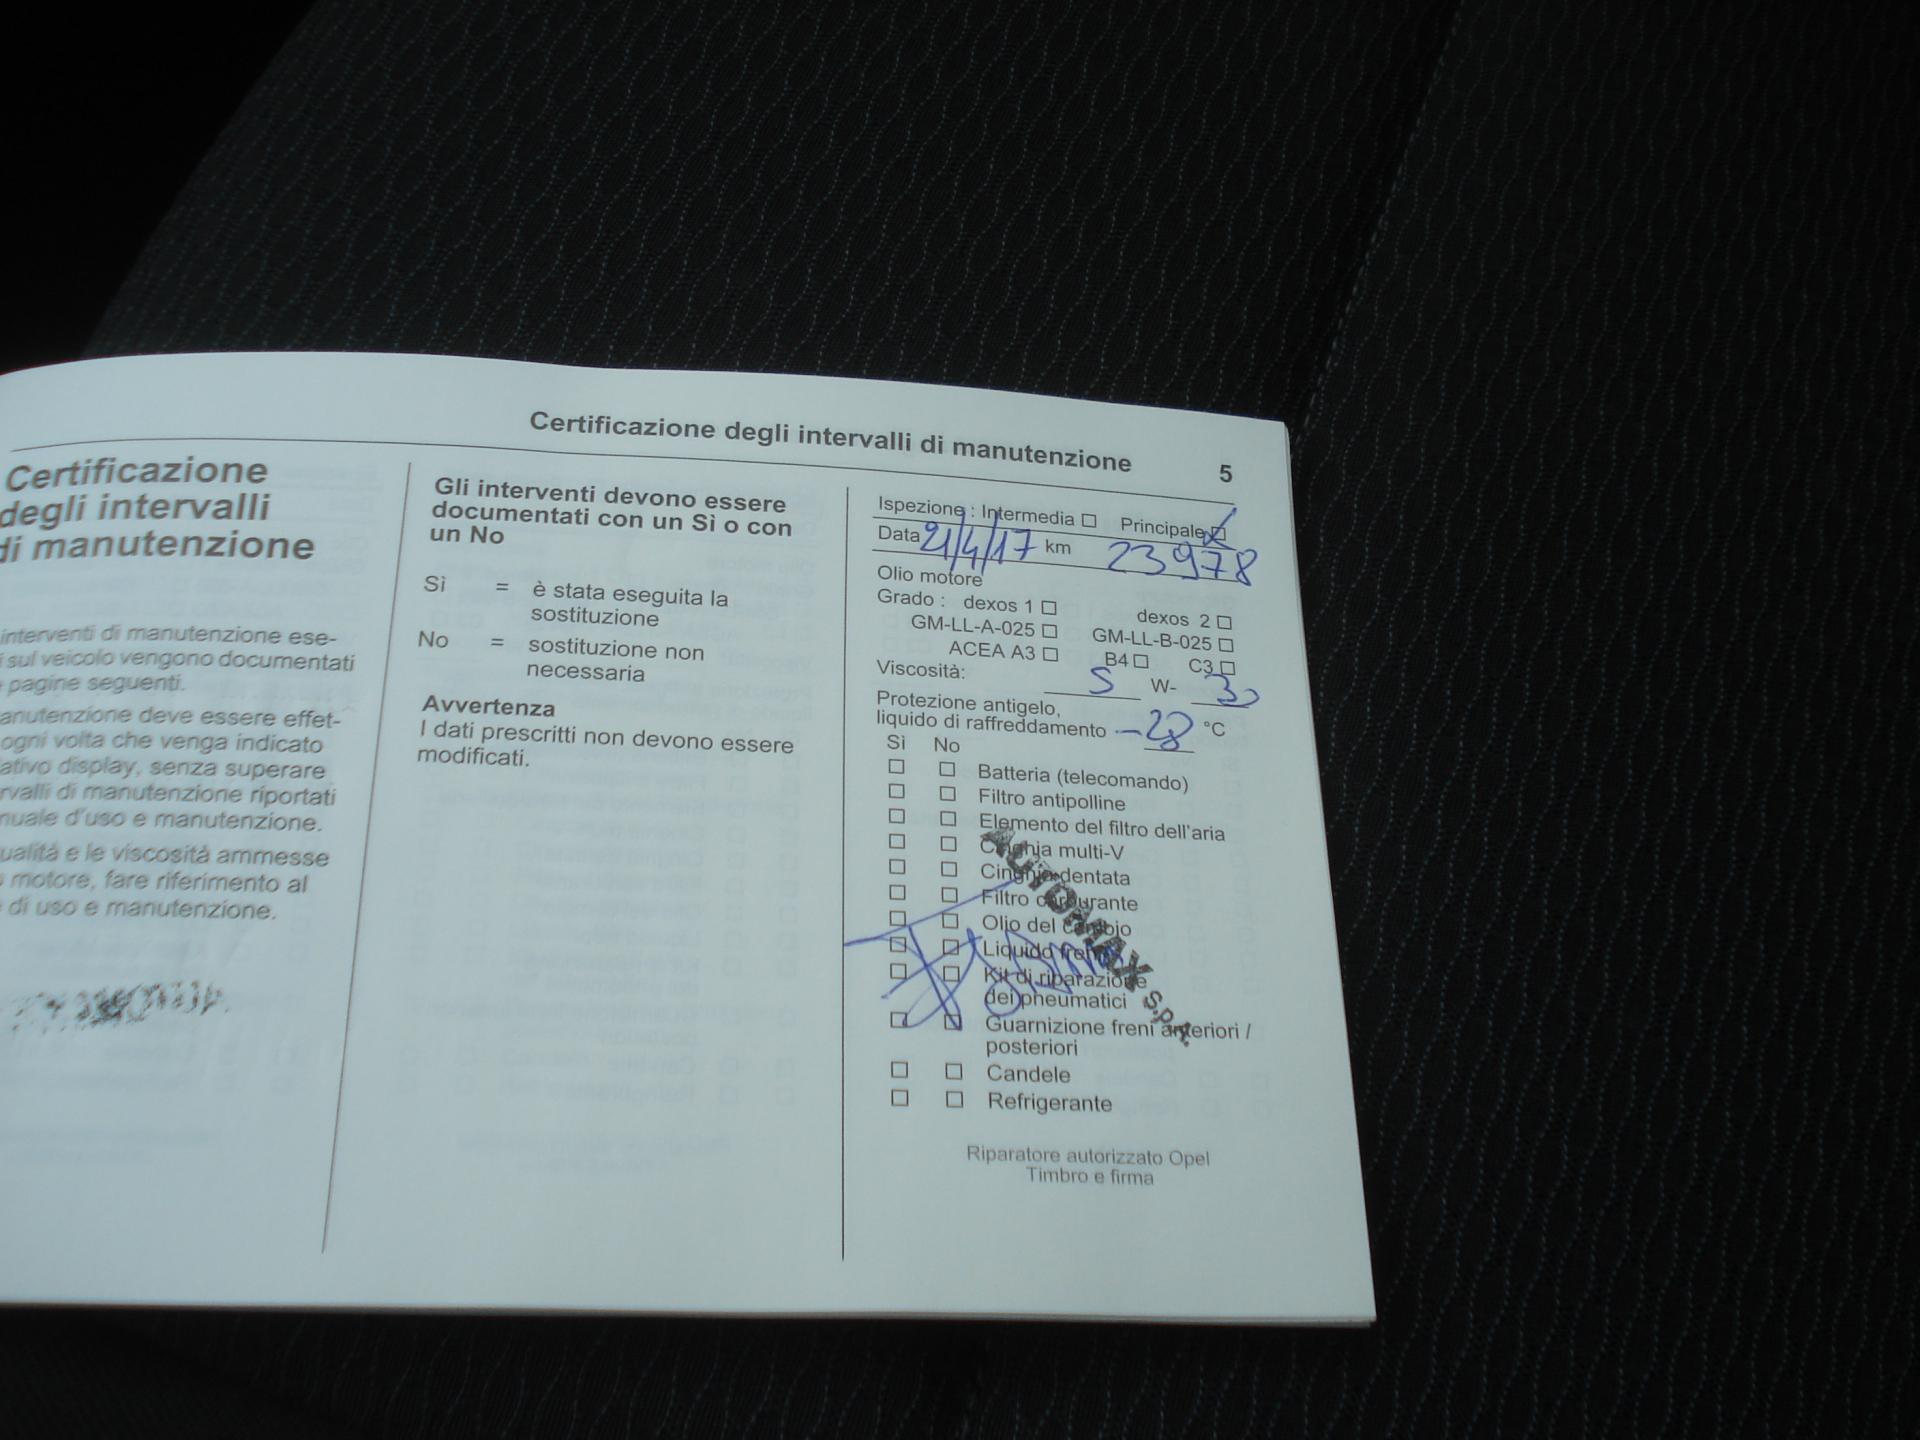 Certificazione degli intervalli di manutenzione 5
Certificazione
degli intervalli
di manutenzione
interventi di manutenzione ese-
sul veicolo vengono documentati
pagine seguenti.
anutenzione deve essere effet-
ogni volta che venga indicato
ativo display, senza superare
rvalli di manutenzione riportati
nuale d'uso e manutenzione.
ualità e le viscosità ammesse
motore, fare riferimento al
di uso e manutenzione.
Gli interventi devono essere
documentati con un Sì o con
un No
Sì = è stata eseguita la
sostituzione
No = sostituzione non
necessaria
Avvertenza
I dati prescritti non devono essere
modificati.
Ispezione : Intermedia □ Principale □
Data 21/4/17 km 23978
Olio motore
Grado : dexos 1 □ dexos 2 □
GM-LL-A-025 □ GM-LL-B-025 □
ACEA A3 □ B4 □ C3 □
Viscosità: 5 W- 30
Protezione antigelo,
liquido di raffreddamento -28 °C
Sì No
□ □ Batteria (telecomando)
□ □ Filtro antipolline
□ □ Elemento del filtro dell'aria
□ □ Cinghia multi-V
□ □ Cinghia dentata
□ □ Filtro carburante
□ □ Olio del cambio
□ □ Liquido freni
□ □ Kit di riparazione
dei pneumatici
□ □ Guarnizione freni anteriori /
posteriori
□ □ Candele
□ □ Refrigerante
AUTOMAX S.p.A.
Riparatore autorizzato Opel
Timbro e firma